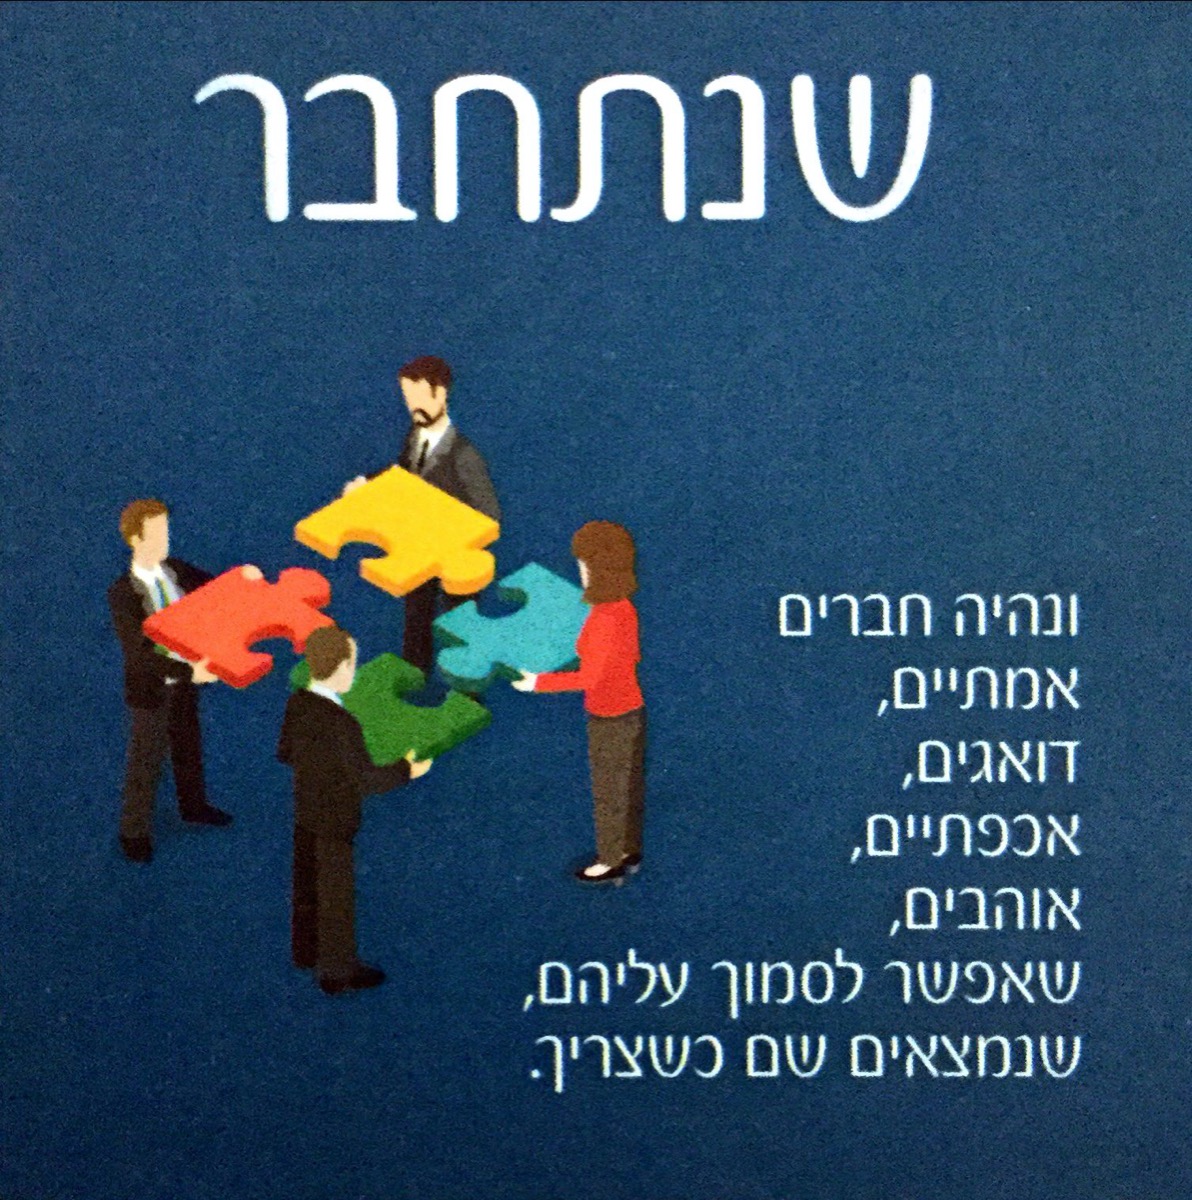 שנתחבר
ונהיה חברים
אמתיים,
דואגים,
אכפתיים,
אוהבים,
שאפשר לסמוך עליהם,
שנמצאים שם כשצריך.